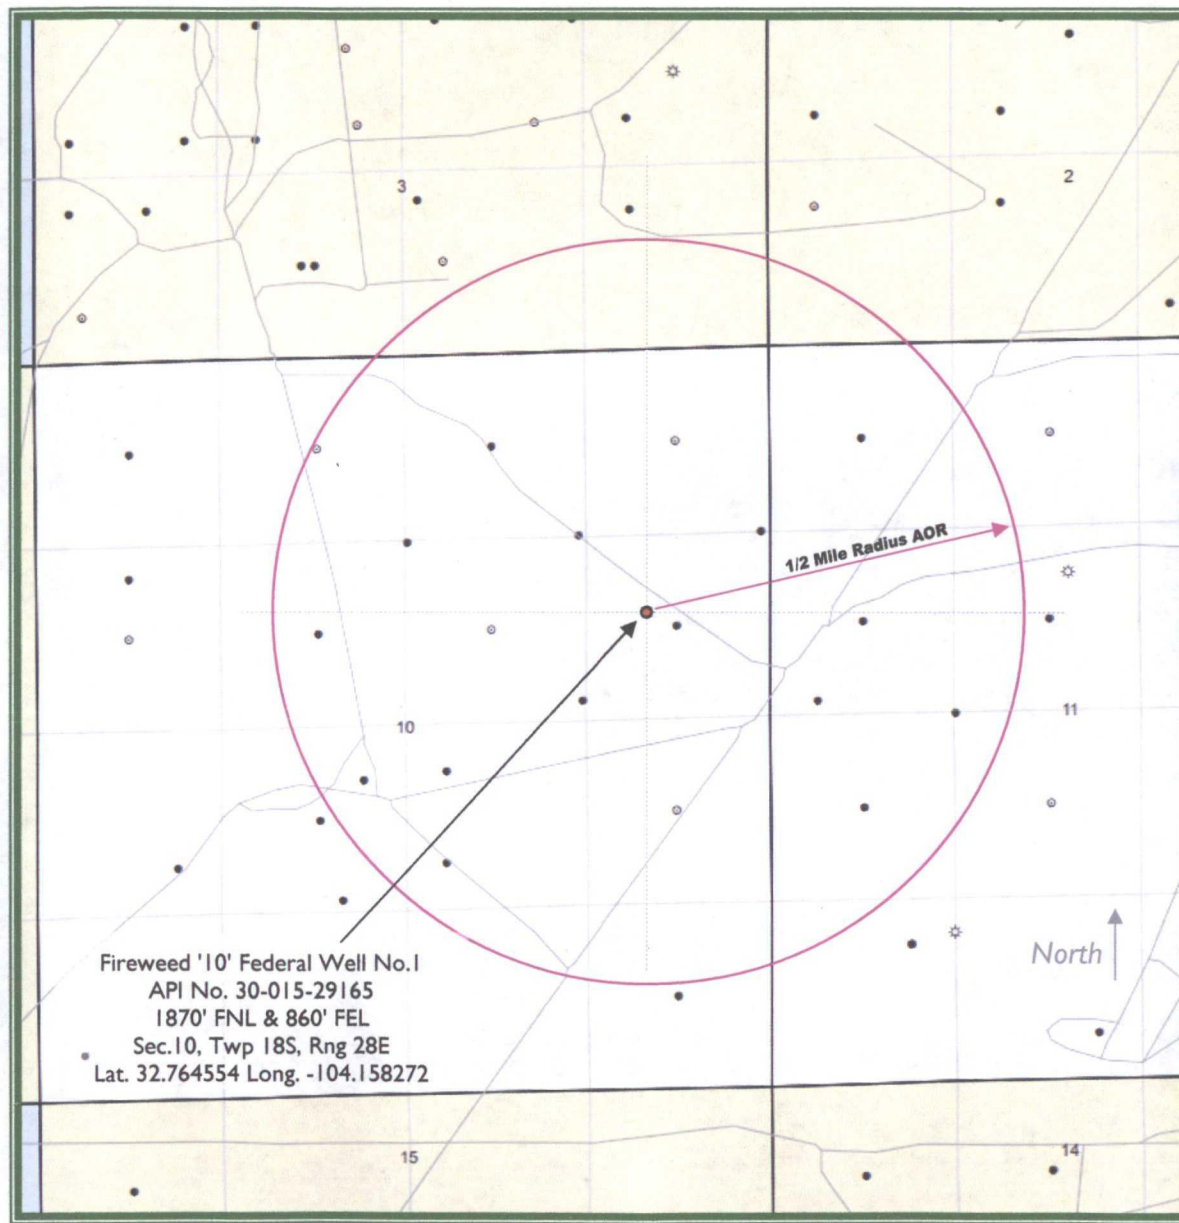 3
2
1/2 Mile Radius AOR
10
11
North
Fireweed '10' Federal Well No.1
API No. 30-015-29165
1870' FNL & 860' FEL
Sec.10, Twp 18S, Rng 28E
Lat. 32.764554 Long. -104.158272
15
14